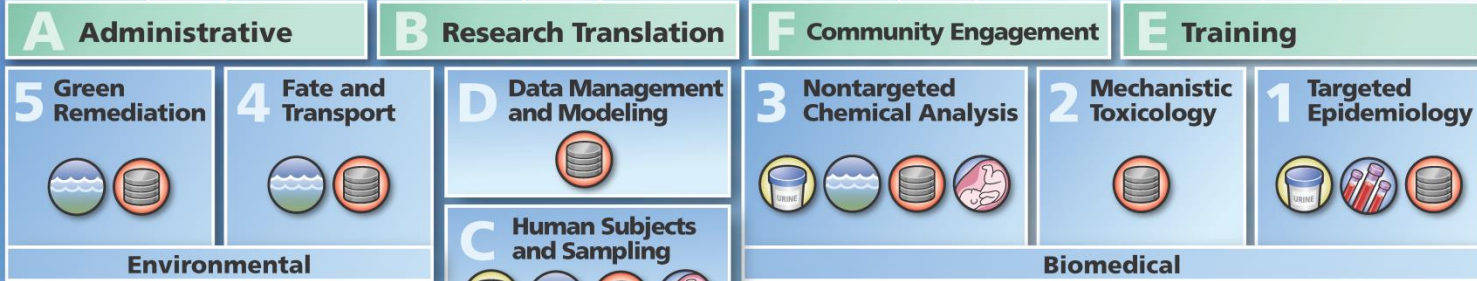 A Administrative
B Research Translation
F Community Engagement
E Training
5 Green
Remediation
4 Fate and
Transport
D Data Management
and Modeling
3 Nontargeted
Chemical Analysis
2 Mechanistic
Toxicology
1 Targeted
Epidemiology
URINE
URINE
C Human Subjects
and Sampling
Environmental
Biomedical